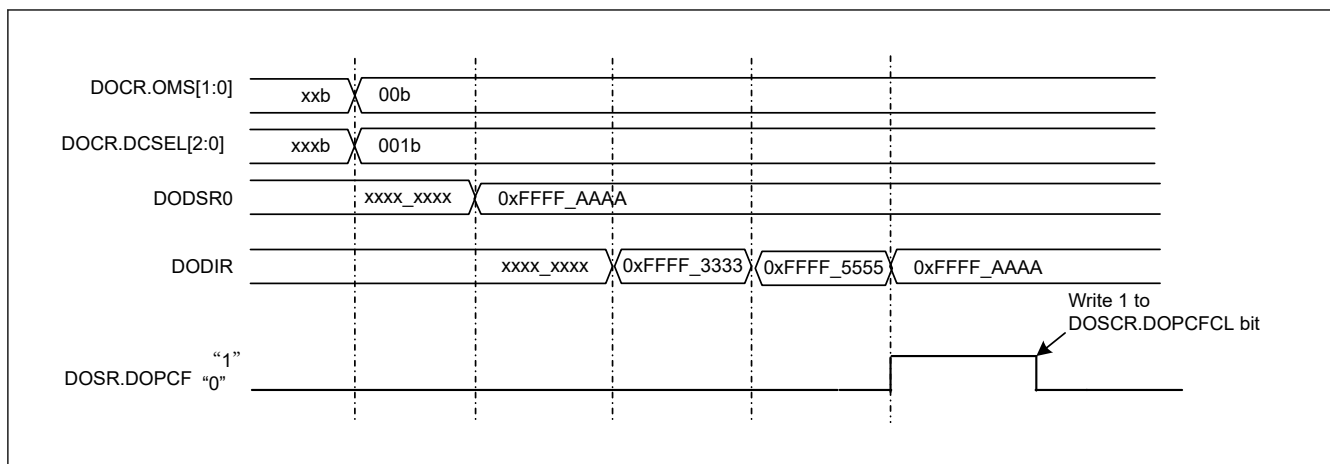 DOCR.OMS[1:0] xxb 00b
DOCR.DCSEL[2:0] xxxb 001b
DODSR0 xxxx_xxxx 0xFFFF_AAAA
DODIR xxxx_xxxx 0xFFFF_3333 0xFFFF_5555 0xFFFF_AAAA
Write 1 to
DOSCR.DOPCFCL bit
“1”
DOSR.DOPCF “0”